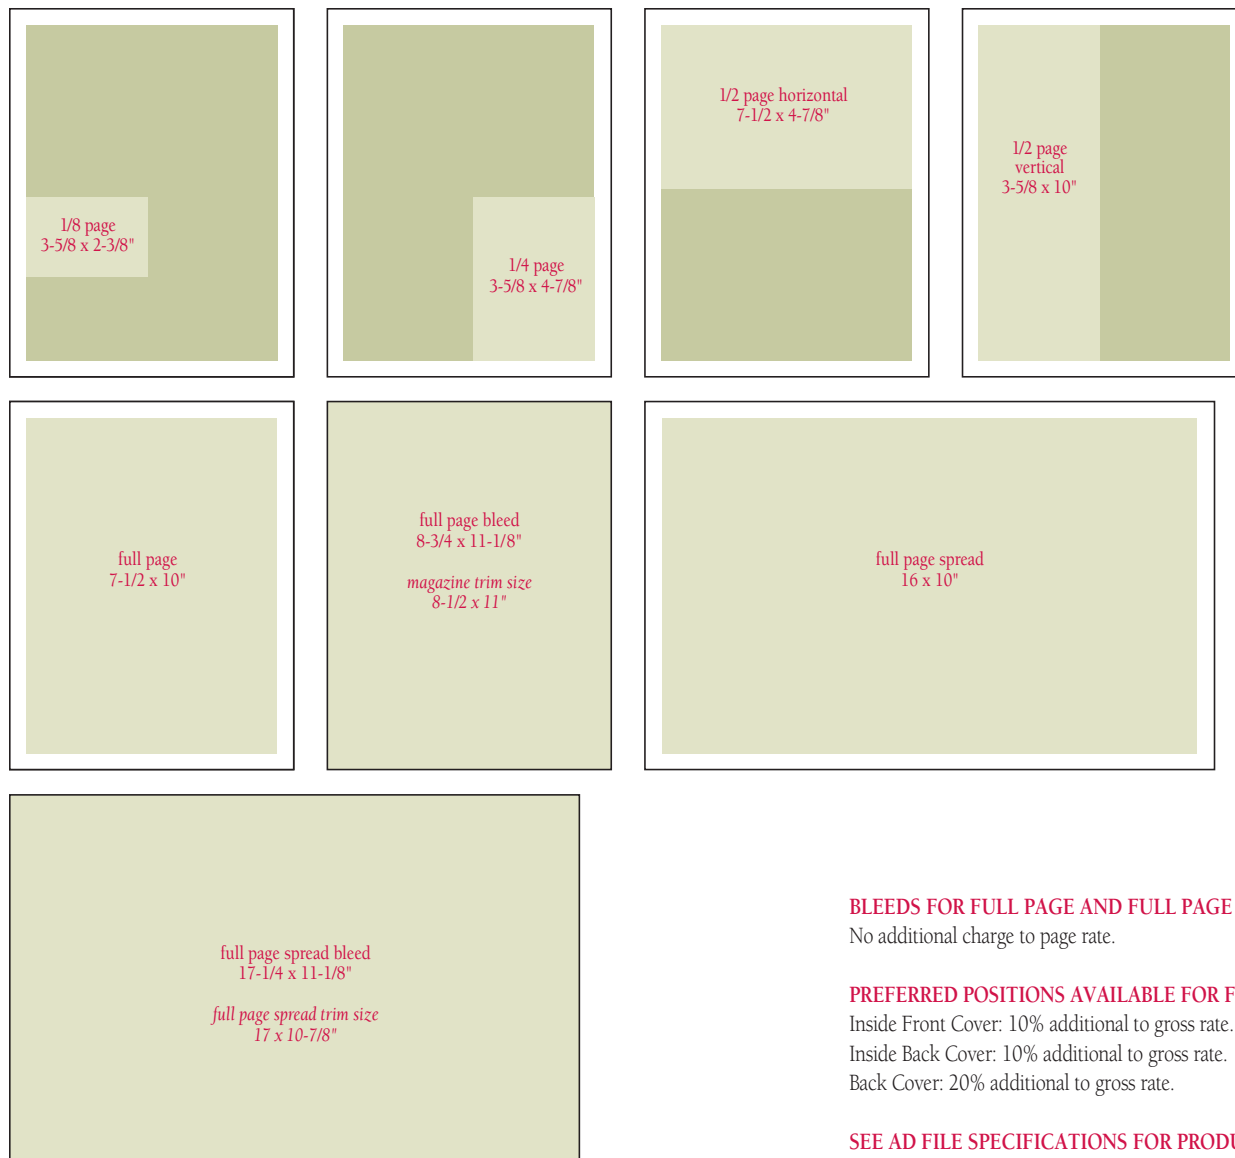 1/8 page
3-5/8 x 2-3/8"
1/4 page
3-5/8 x 4-7/8"
1/2 page horizontal
7-1/2 x 4-7/8"
1/2 page
vertical
3-5/8 x 10"
full page
7-1/2 x 10"
full page bleed
8-3/4 x 11-1/8"
magazine trim size
8-1/2 x 11"
full page spread
16 x 10"
full page spread bleed
17-1/4 x 11-1/8"
full page spread trim size
17 x 10-7/8"
BLEEDS FOR FULL PAGE AND FULL PAGE
No additional charge to page rate.
PREFERRED POSITIONS AVAILABLE FOR F
Inside Front Cover: 10% additional to gross rate.
Inside Back Cover: 10% additional to gross rate.
Back Cover: 20% additional to gross rate.
SEE AD FILE SPECIFICATIONS FOR PRODU